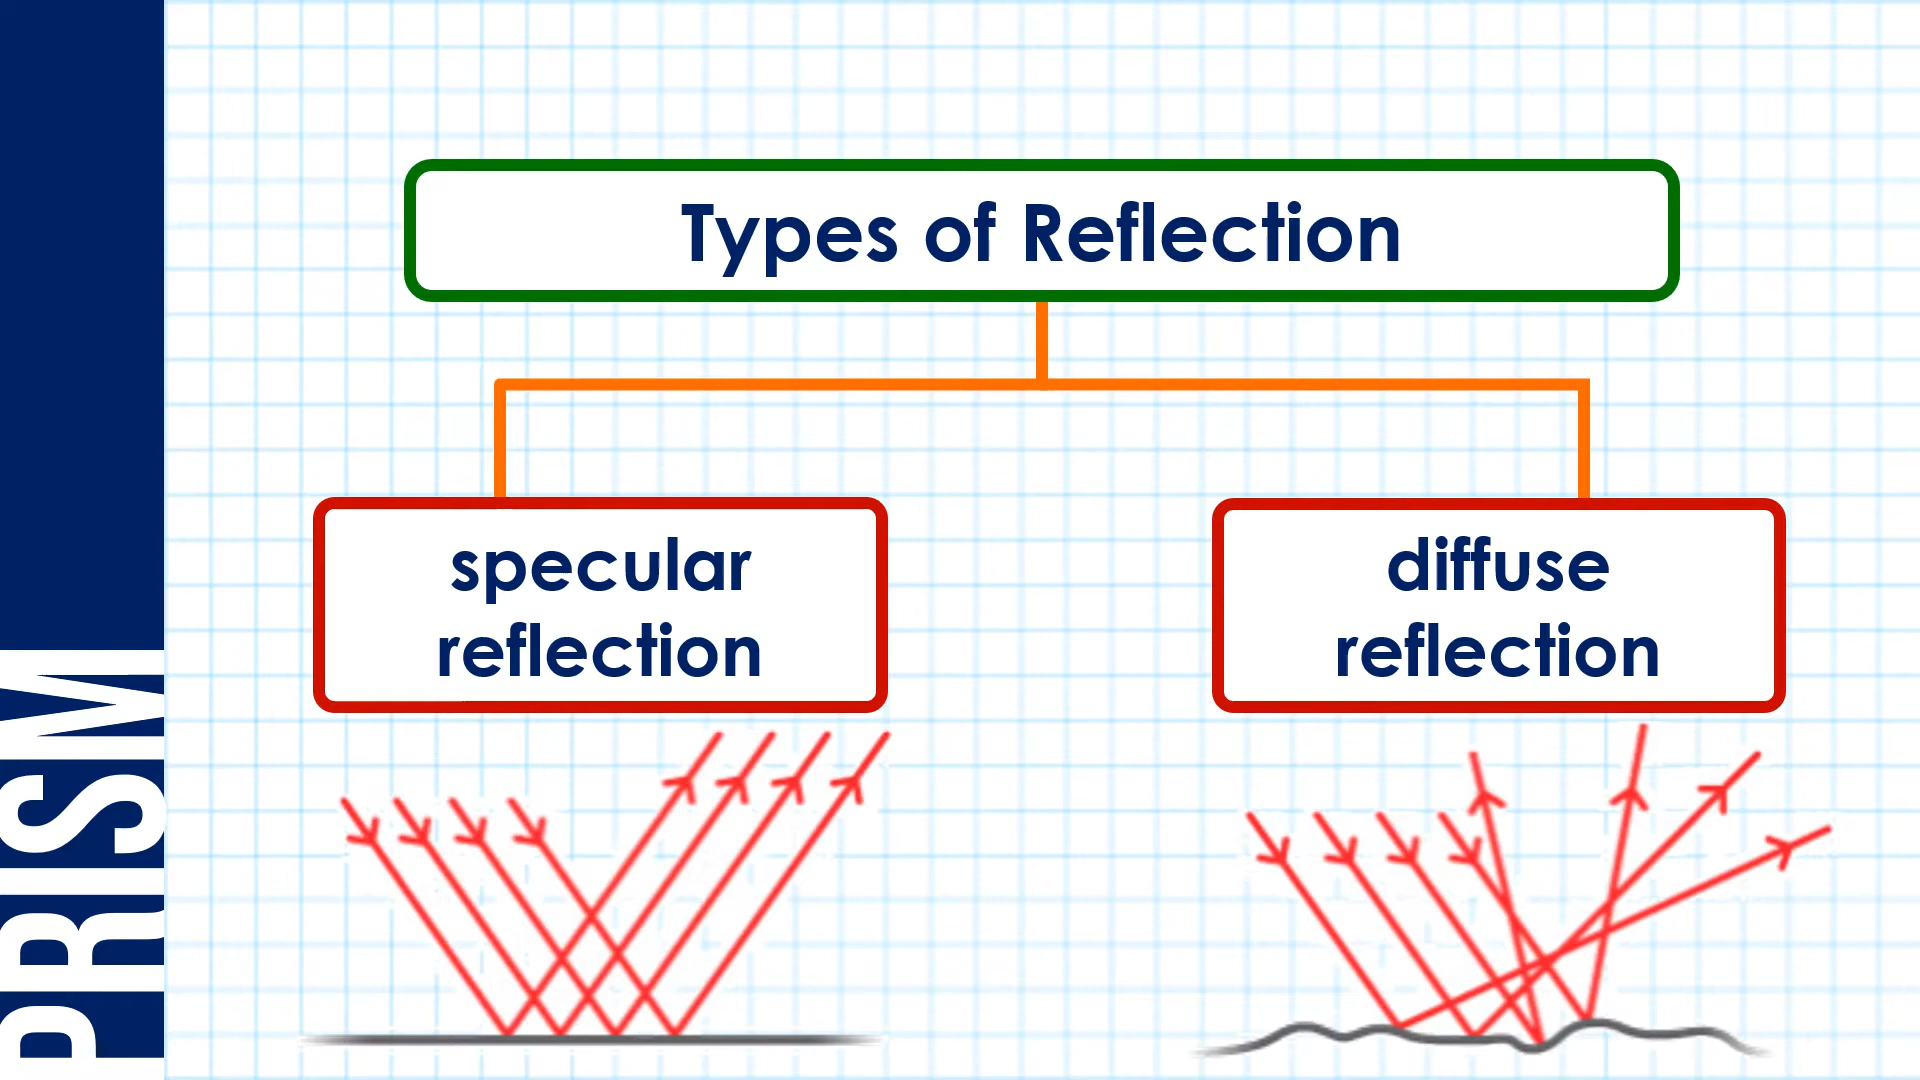 Types of Reflection
specular
reflection
diffuse
reflection
PRISM